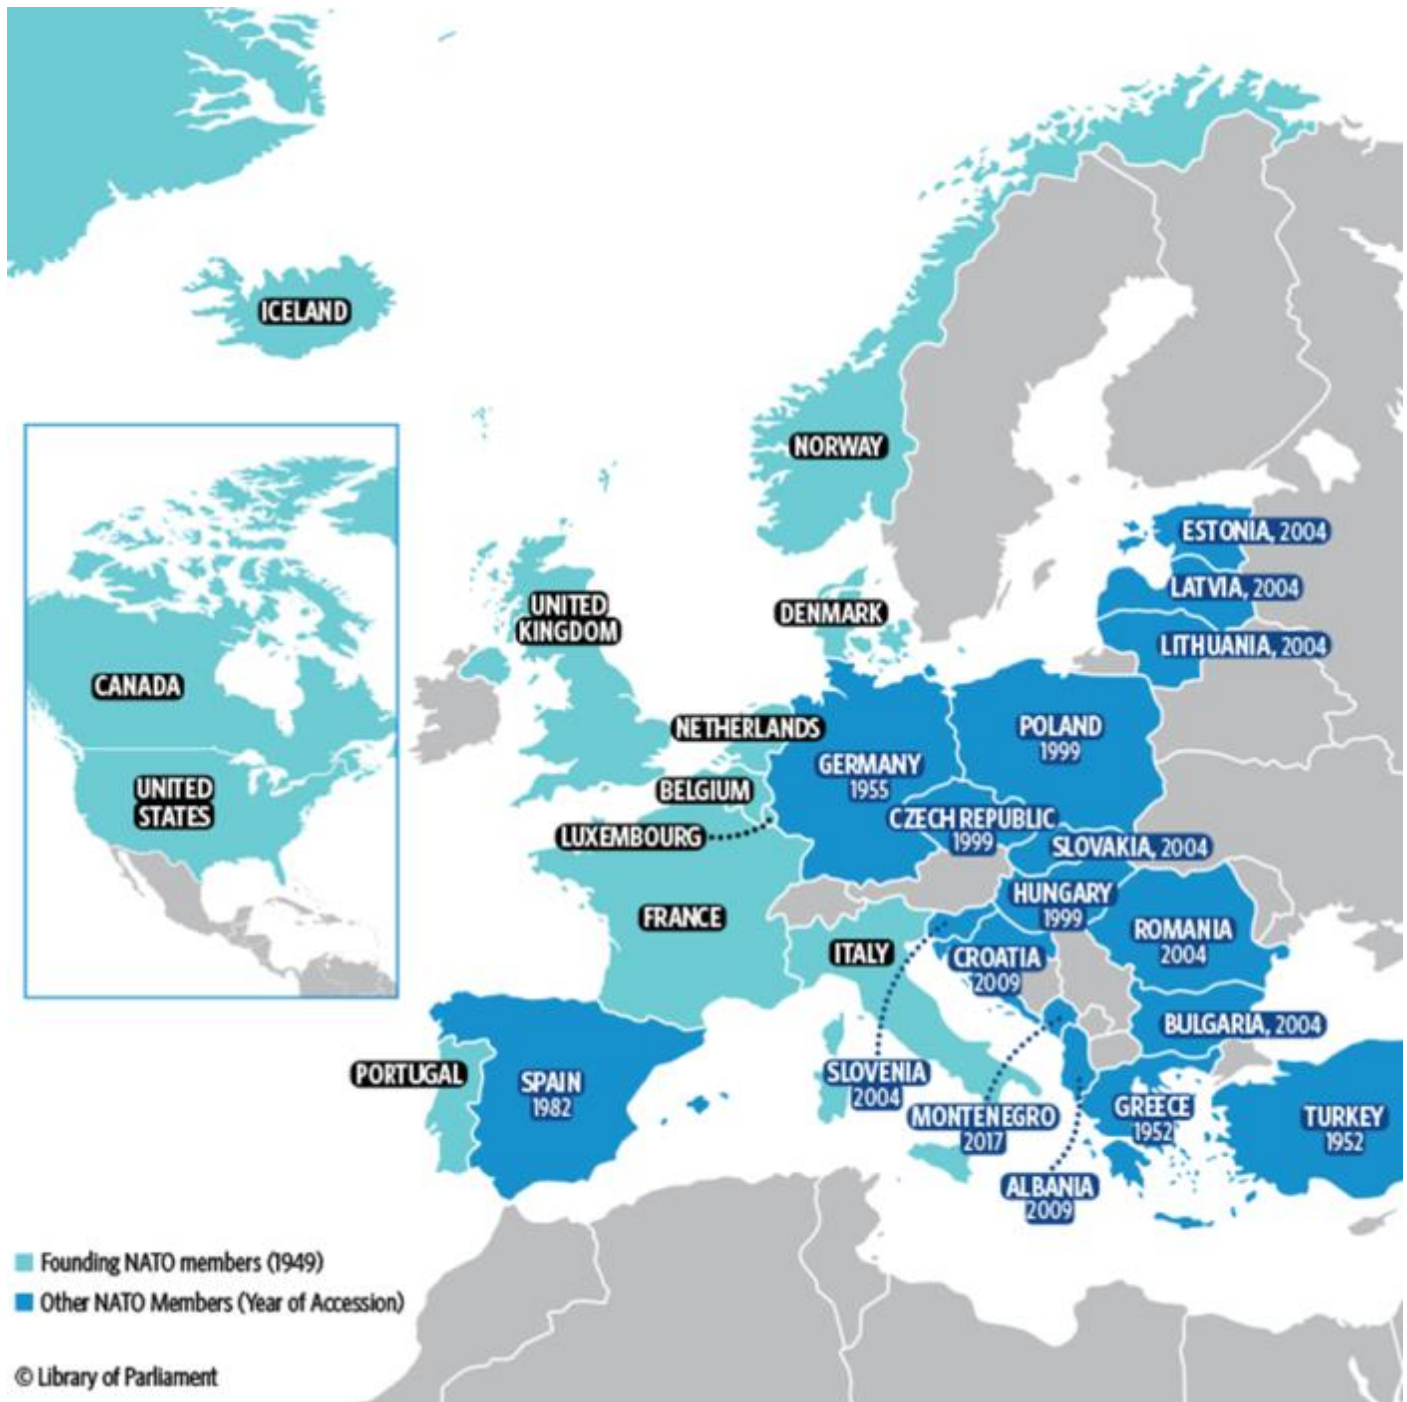 ICELAND
NORWAY
ESTONIA, 2004
LATVIA, 2004
LITHUANIA, 2004
UNITED
KINGDOM
DENMARK
CANADA
UNITED
STATES
NETHERLANDS
BELGIUM
LUXEMBOURG
GERMANY
1955
POLAND
1999
CZECH REPUBLIC
1999
SLOVAKIA, 2004
HUNGARY
1999
FRANCE
ITALY
CROATIA
2009
ROMANIA
2004
BULGARIA, 2004
PORTUGAL
SPAIN
1982
SLOVENIA
2004
MONTENEGRO
2017
ALBANIA
2009
GREECE
1952
TURKEY
1952
Founding NATO members (1949)
Other NATO Members (Year of Accession)
© Library of Parliament